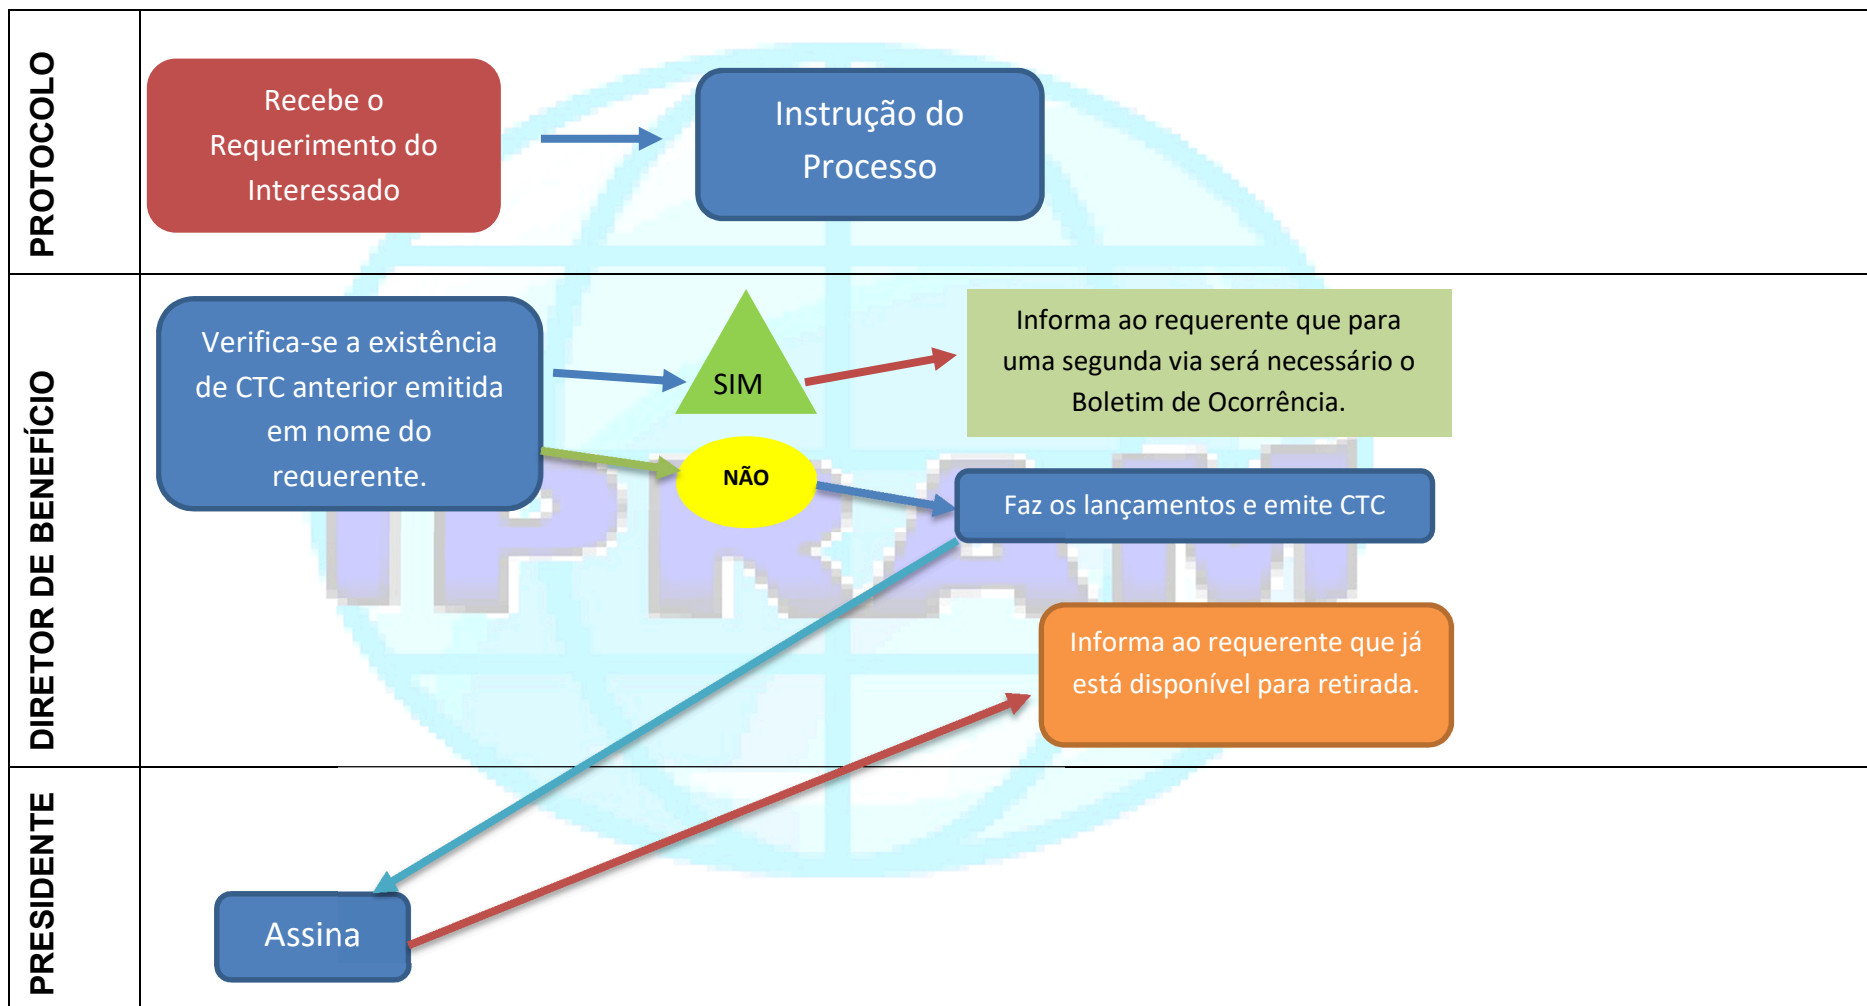 PROTOCOLO
Recebe o
Requerimento do
Interessado
Instrução do
Processo
DIRETOR DE BENEFÍCIO
Verifica-se a existência
de CTC anterior emitida
em nome do
requerente.
SIM
Informa ao requerente que para
uma segunda via será necessário o
Boletim de Ocorrência.
NÃO
Faz os lançamentos e emite CTC
IPRAM
Informa ao requerente que já
está disponível para retirada.
PRESIDENTE
Assina